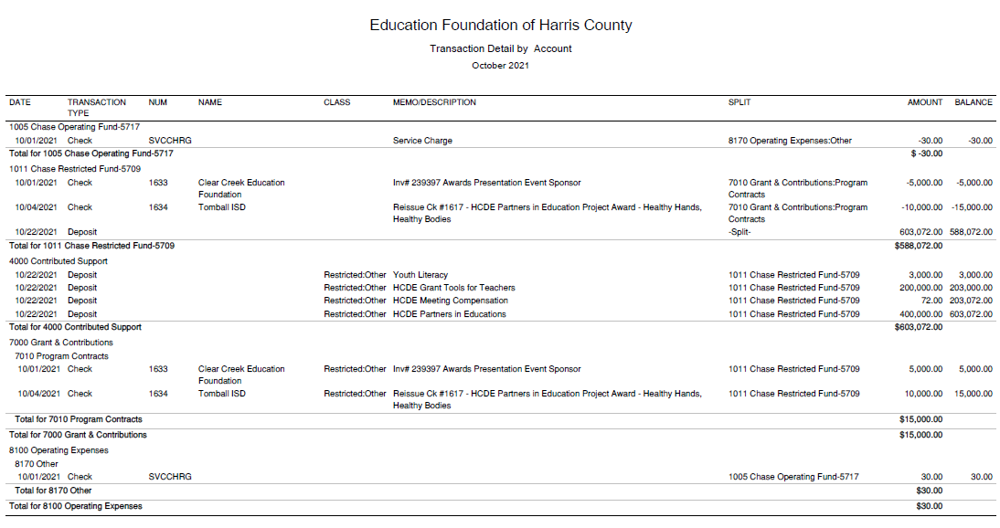 Education Foundation of Harris County
Transaction Detail by Account
October 2021
DATE TRANSACTION TYPE NUM NAME CLASS MEMO/DESCRIPTION SPLIT AMOUNT BALANCE
1005 Chase Operating Fund-5717
10/01/2021 Check SVCCHRG Service Charge 8170 Operating Expenses:Other -30.00 -30.00
Total for 1005 Chase Operating Fund-5717 $ -30.00
1011 Chase Restricted Fund-5709
10/01/2021 Check 1633 Clear Creek Education Inv# 239397 Awards Presentation Event Sponsor 7010 Grant & Contributions:Program -5,000.00 -5,000.00
Foundation Contracts
10/04/2021 Check 1634 Tomball ISD Reissue Ck #1617 - HCDE Partners in Education Project Award - Healthy Hands, 7010 Grant & Contributions:Program -10,000.00 -15,000.00
Healthy Bodies Contracts
10/22/2021 Deposit -Split- 603,072.00 588,072.00
Total for 1011 Chase Restricted Fund-5709 $588,072.00
4000 Contributed Support
10/22/2021 Deposit Restricted:Other Youth Literacy 1011 Chase Restricted Fund-5709 3,000.00 3,000.00
10/22/2021 Deposit Restricted:Other HCDE Grant Tools for Teachers 1011 Chase Restricted Fund-5709 200,000.00 203,000.00
10/22/2021 Deposit Restricted:Other HCDE Meeting Compensation 1011 Chase Restricted Fund-5709 72.00 203,072.00
10/22/2021 Deposit Restricted:Other HCDE Partners in Educations 1011 Chase Restricted Fund-5709 400,000.00 603,072.00
Total for 4000 Contributed Support $603,072.00
7000 Grant & Contributions
7010 Program Contracts
10/01/2021 Check 1633 Clear Creek Education Restricted:Other Inv# 239397 Awards Presentation Event Sponsor 1011 Chase Restricted Fund-5709 5,000.00 5,000.00
Foundation
10/04/2021 Check 1634 Tomball ISD Restricted:Other Reissue Ck #1617 - HCDE Partners in Education Project Award - Healthy Hands, 1011 Chase Restricted Fund-5709 10,000.00 15,000.00
Healthy Bodies
Total for 7010 Program Contracts $15,000.00
Total for 7000 Grant & Contributions $15,000.00
8100 Operating Expenses
8170 Other
10/01/2021 Check SVCCHRG 1005 Chase Operating Fund-5717 30.00 30.00
Total for 8170 Other $30.00
Total for 8100 Operating Expenses $30.00